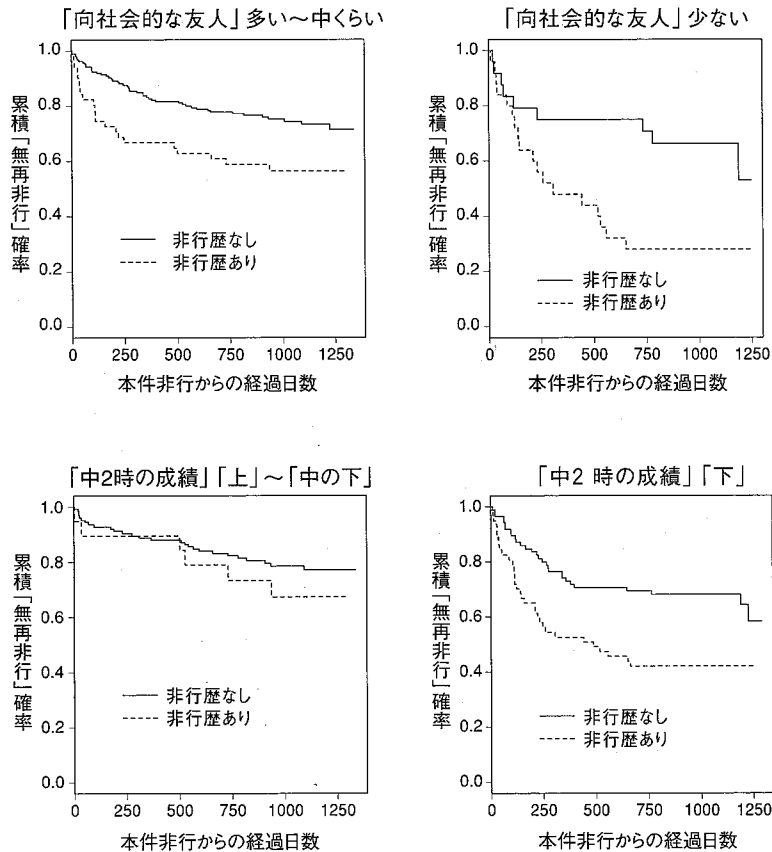 「向社会的な友人」多い～中くらい
累積「無再非行」確率
1.0
0.8
0.6
0.4
0.2
0.0
非行歴なし
非行歴あり
0 250 500 750 1000 1250
本件非行からの経過日数
「向社会的な友人」少ない
累積「無再非行」確率
1.0
0.8
0.6
0.4
0.2
0.0
非行歴なし
非行歴あり
0 250 500 750 1000 1250
本件非行からの経過日数
「中2時の成績」「上」～「中の下」
累積「無再非行」確率
1.0
0.8
0.6
0.4
0.2
0.0
非行歴なし
非行歴あり
0 250 500 750 1000 1250
本件非行からの経過日数
「中2 時の成績」「下」
累積「無再非行」確率
1.0
0.8
0.6
0.4
0.2
0.0
非行歴なし
非行歴あり
0 250 500 750 1000 1250
本件非行からの経過日数